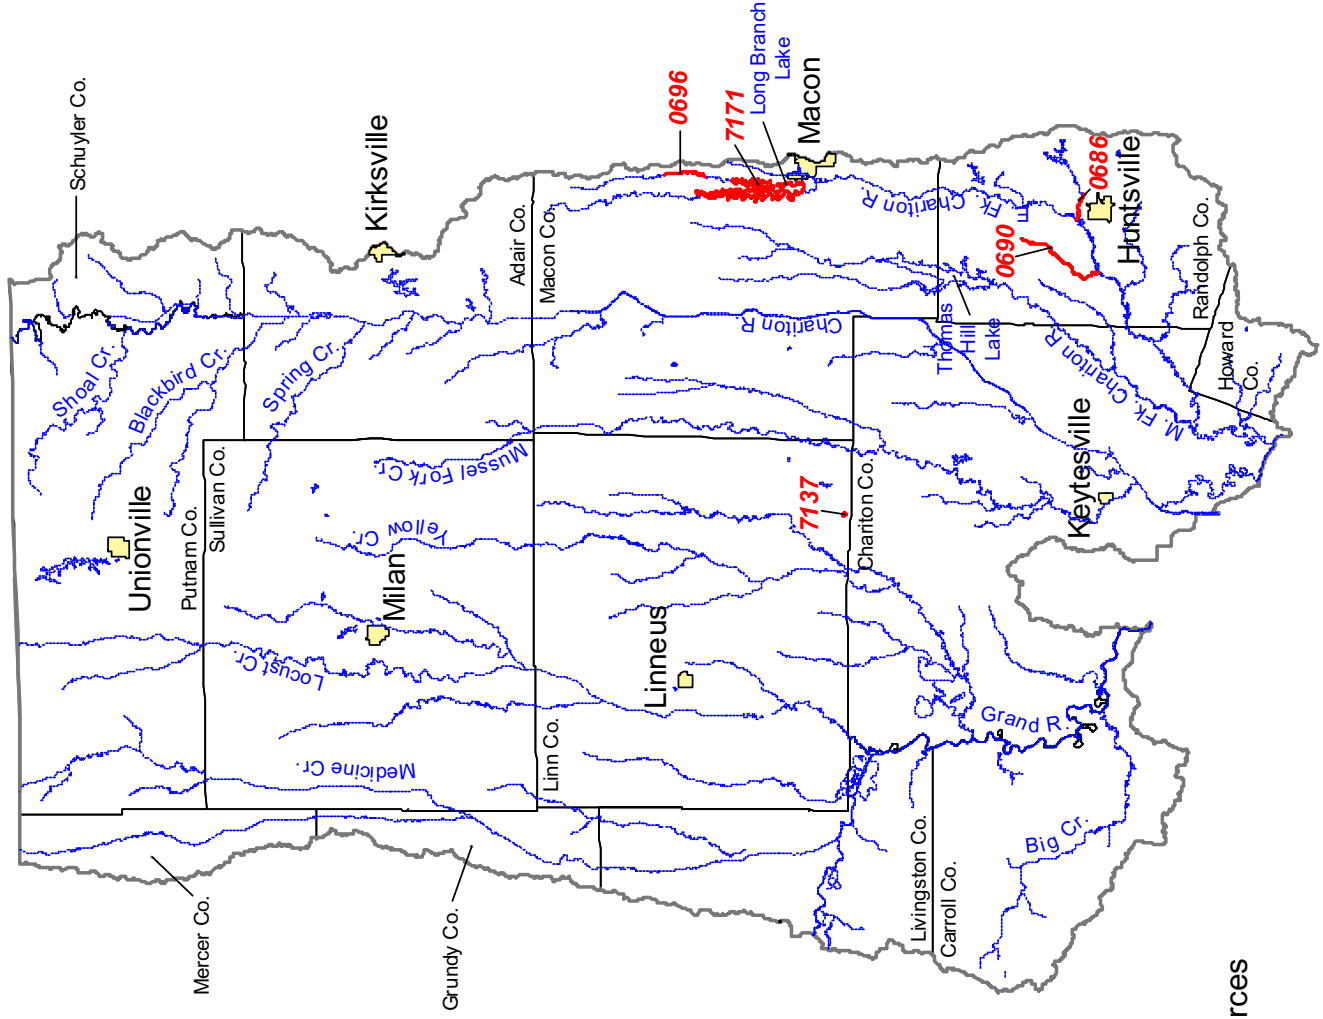 Schuyler Co.
Kirksville
0696
7171
Long Branch
Lake
Macon
Shoal Cr.
Blackbird Cr.
Spring Cr.
Adair Co.
Macon Co.
E. Fk. Chariton R.
0686
0690
Huntsville
Unionville
Putnam Co.
Sullivan Co.
Mussel Fork Cr.
Chariton R.
Thomas
Hill
Lake
M. Fk. Chariton R.
Randolph Co.
Howard
Co.
Yellow Cr.
Milan
7137
Chariton Co.
Keytesville
Locust Cr.
Linneus
Medicine Cr.
Linn Co.
Grand R.
Mercer Co.
Grundy Co.
Livingston Co.
Carroll Co.
Big Cr.
rces